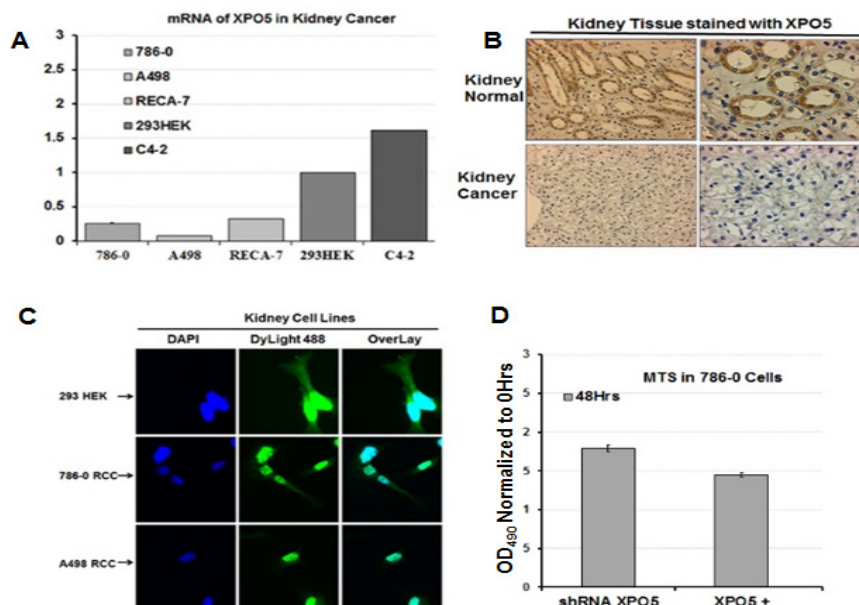 A
mRNA of XPO5 in Kidney Cancer
3
2.5
2
1.5
1
0.5
0
786-0
A498
RECA-7
293HEK
C4-2
786-0
A498
RECA-7
293HEK
C4-2
B
Kidney Tissue stained with XPO5
Kidney
Normal
Kidney
Cancer
C
Kidney Cell Lines
DAPI
DyLight 488
OverLay
293 HEK
786-0 RCC
A498 RCC
D
MTS in 786-0 Cells
48Hrs
OD490 Normalized to 0Hrs
3
5
2
5
1
5
0
shRNA XPO5
XPO5 +